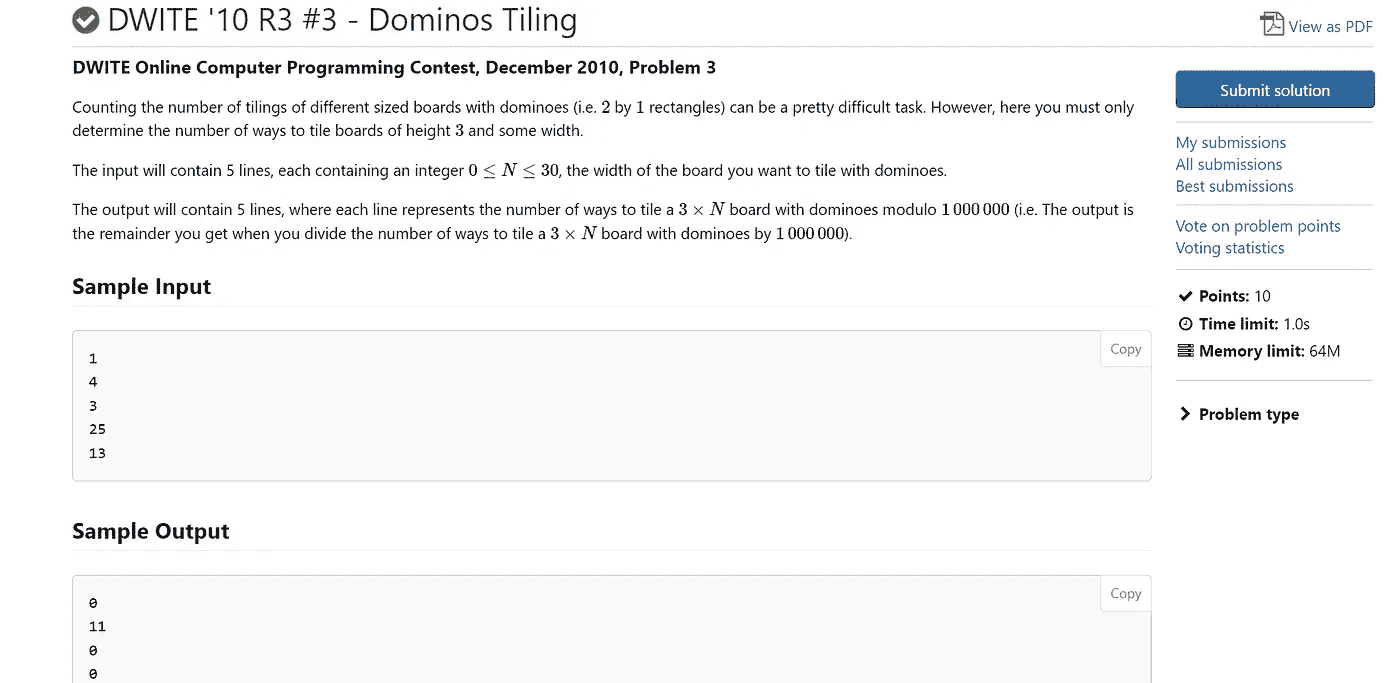 DWITE '10 R3 #3 - Dominos Tiling
View as PDF
DWITE Online Computer Programming Contest, December 2010, Problem 3
Counting the number of tilings of different sized boards with dominoes (i.e. 2 by 1 rectangles) can be a pretty difficult task. However, here you must only
determine the number of ways to tile boards of height 3 and some width.
The input will contain 5 lines, each containing an integer 0 ≤ N ≤ 30, the width of the board you want to tile with dominoes.
The output will contain 5 lines, where each line represents the number of ways to tile a 3 × N board with dominoes modulo 1 000 000 (i.e. The output is
the remainder you get when you divide the number of ways to tile a 3 × N board with dominoes by 1 000 000).
Sample Input
Copy
1
4
3
25
13
Sample Output
Copy
0
11
0
0
Submit solution
My submissions
All submissions
Best submissions
Vote on problem points
Voting statistics
Points: 10
Time limit: 1.0s
Memory limit: 64M
Problem type